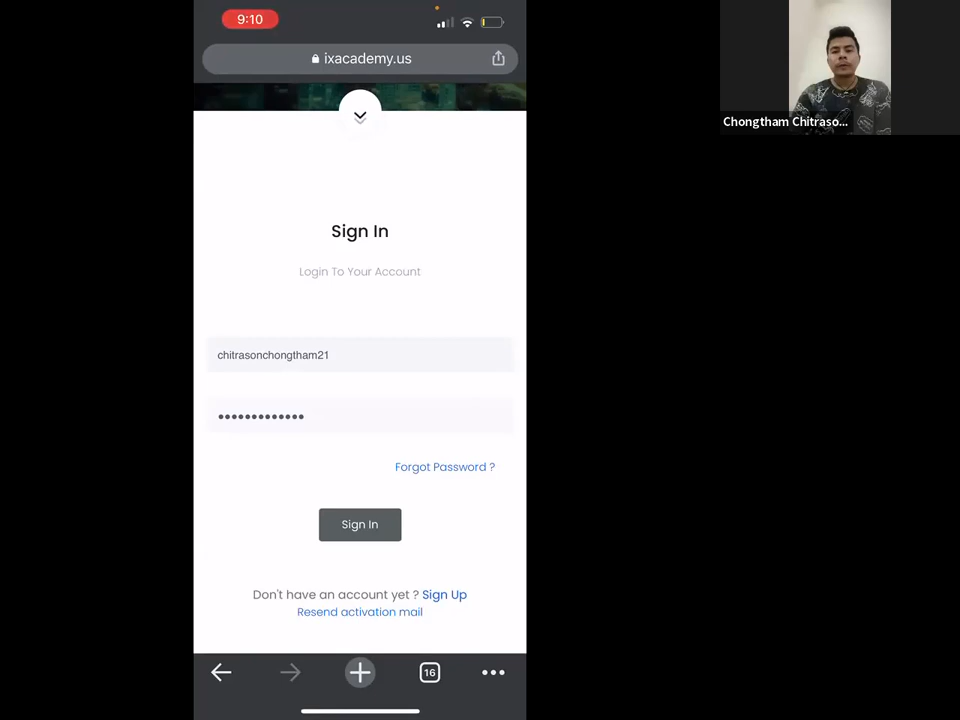 9:10
ixacademy.us
Chongtham Chitraso...
Sign In
Login To Your Account
chitrasonchongtham21
•••••••••••••
Forgot Password ?
Sign In
Don't have an account yet ? Sign Up
Resend activation mail
16